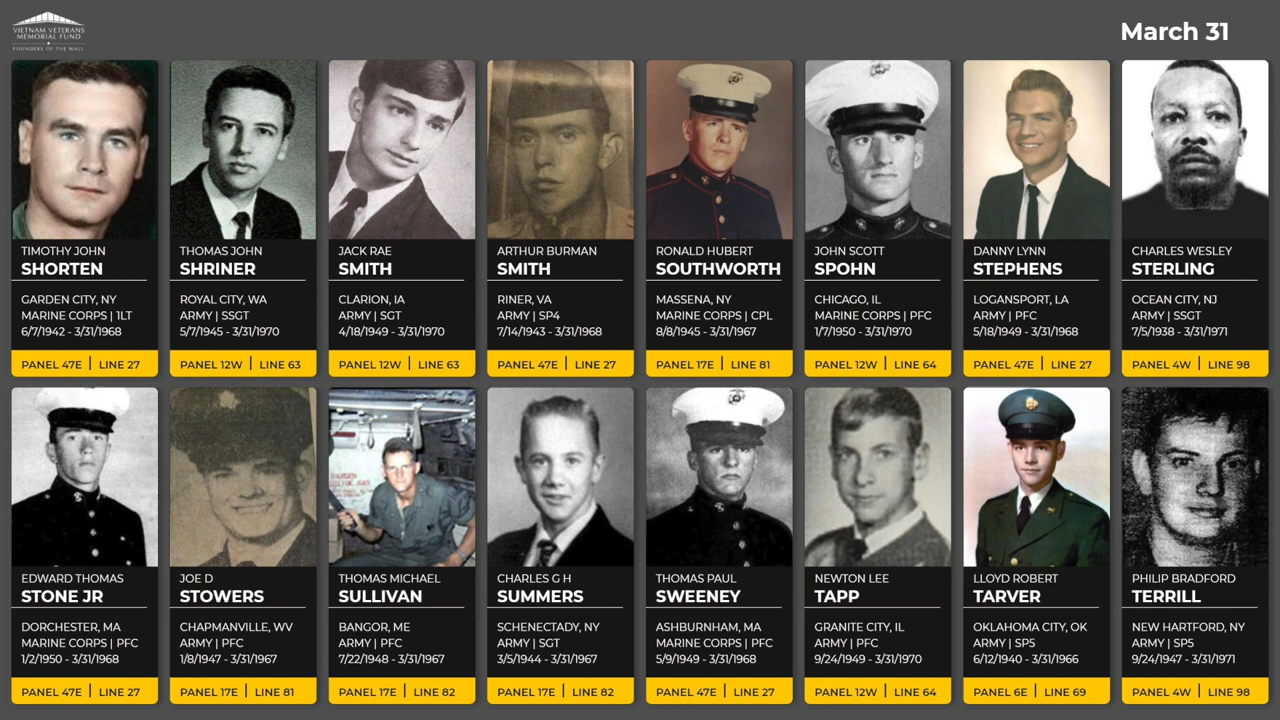 VIETNAM VETERANS
MEMORIAL FUND
FOUNDERS OF THE WALL
March 31
TIMOTHY JOHN
SHORTEN
GARDEN CITY, NY
MARINE CORPS | 1LT
6/7/1942 - 3/31/1968
PANEL 47E | LINE 27
THOMAS JOHN
SHRINER
ROYAL CITY, WA
ARMY | SSGT
5/7/1945 - 3/31/1970
PANEL 12W | LINE 63
JACK RAE
SMITH
CLARION, IA
ARMY | SGT
4/18/1949 - 3/31/1970
PANEL 12W | LINE 63
ARTHUR BURMAN
SMITH
RINER, VA
ARMY | SP4
7/14/1943 - 3/31/1968
PANEL 47E | LINE 27
RONALD HUBERT
SOUTHWORTH
MASSENA, NY
MARINE CORPS | CPL
8/8/1945 - 3/31/1967
PANEL 17E | LINE 81
JOHN SCOTT
SPOHN
CHICAGO, IL
MARINE CORPS | PFC
1/7/1950 - 3/31/1970
PANEL 12W | LINE 64
DANNY LYNN
STEPHENS
LOGANSPORT, LA
ARMY | PFC
5/18/1949 - 3/31/1968
PANEL 47E | LINE 27
CHARLES WESLEY
STERLING
OCEAN CITY, NJ
ARMY | SSGT
7/5/1938 - 3/31/1971
PANEL 4W | LINE 98
EDWARD THOMAS
STONE JR
DORCHESTER, MA
MARINE CORPS | PFC
1/2/1950 - 3/31/1968
PANEL 47E | LINE 27
JOE D
STOWERS
CHAPMANVILLE, WV
ARMY | PFC
1/8/1947 - 3/31/1967
PANEL 17E | LINE 81
THOMAS MICHAEL
SULLIVAN
BANGOR, ME
ARMY | PFC
7/22/1948 - 3/31/1967
PANEL 17E | LINE 82
CHARLES G H
SUMMERS
SCHENECTADY, NY
ARMY | SGT
3/5/1944 - 3/31/1967
PANEL 17E | LINE 82
THOMAS PAUL
SWEENEY
ASHBURNHAM, MA
MARINE CORPS | PFC
5/9/1949 - 3/31/1968
PANEL 47E | LINE 27
NEWTON LEE
TAPP
GRANITE CITY, IL
ARMY | PFC
9/24/1949 - 3/31/1970
PANEL 12W | LINE 64
LLOYD ROBERT
TARVER
OKLAHOMA CITY, OK
ARMY | SP5
6/12/1940 - 3/31/1966
PANEL 6E | LINE 69
PHILIP BRADFORD
TERRILL
NEW HARTFORD, NY
ARMY | SP5
9/24/1947 - 3/31/1971
PANEL 4W | LINE 98